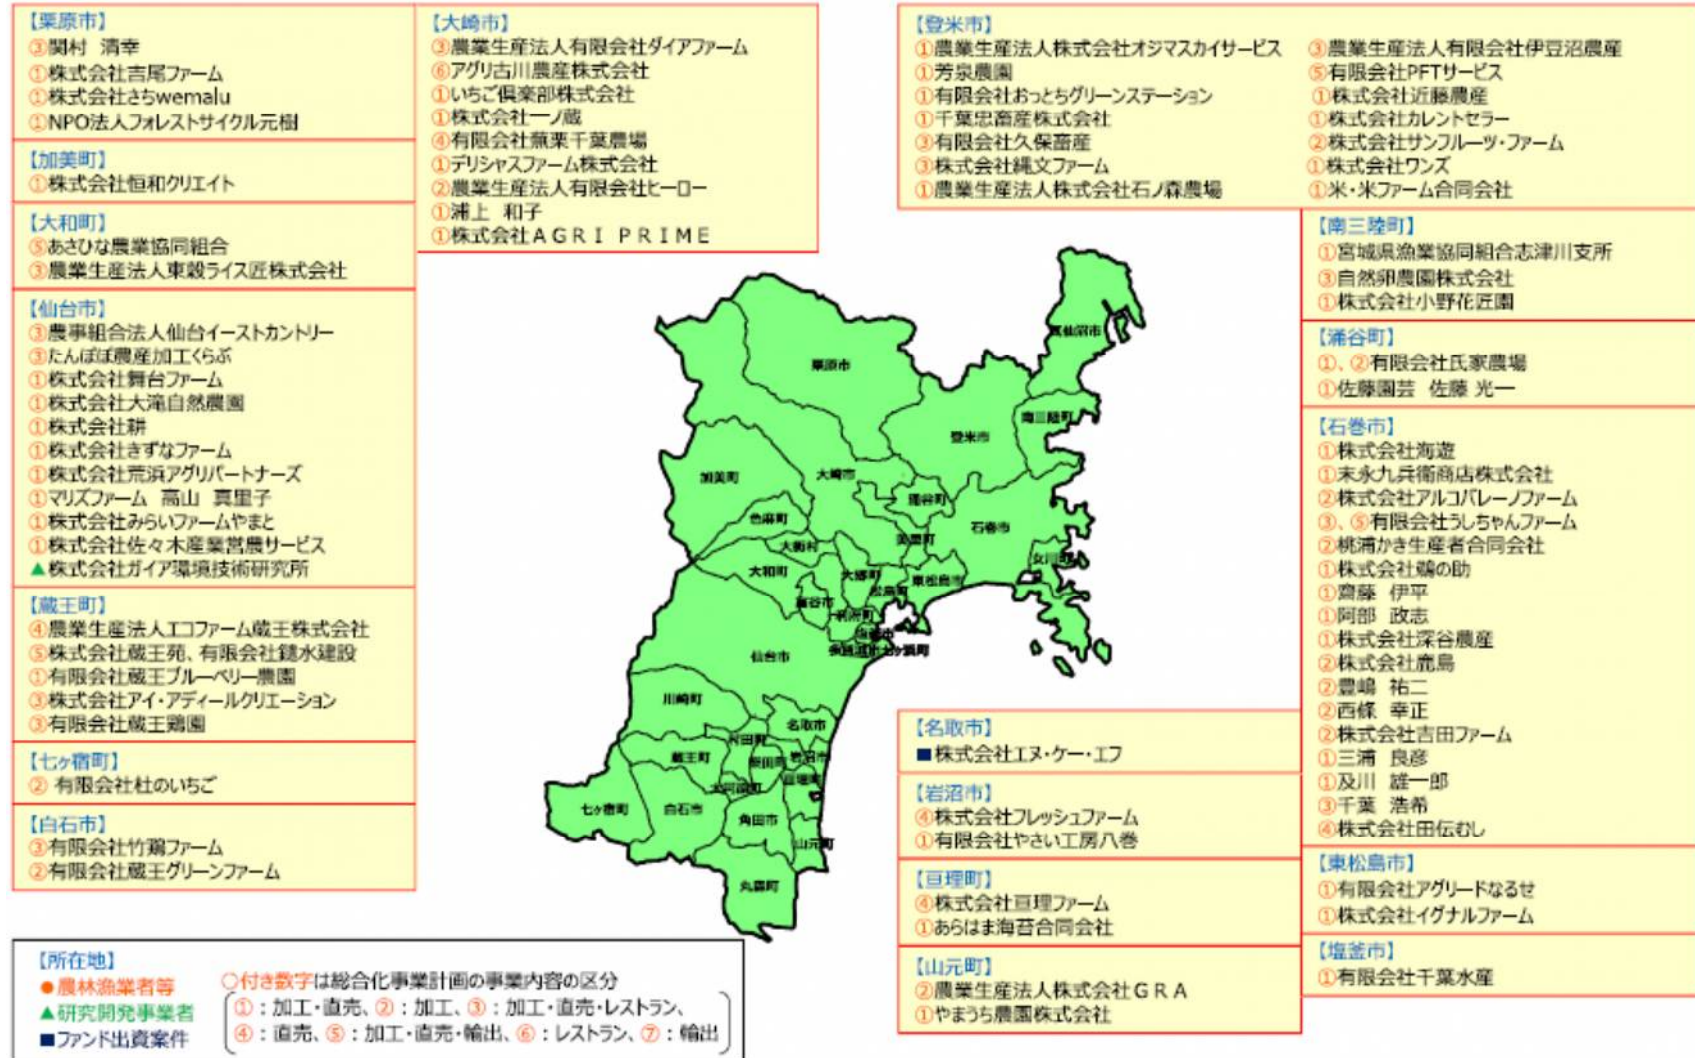 【栗原市】
③関村 清幸
①株式会社吉尾ファーム
①株式会社さちwemalu
①NPO法人フォレストサイクル元樹
【加美町】
①株式会社恒和クリエイト
【大和町】
⑤あさひな農業協同組合
③農業生産法人東穀ライス匠株式会社
【仙台市】
③農事組合法人仙台イーストカントリー
③たんぽぽ農産加工くらぶ
①株式会社舞台ファーム
①株式会社大滝自然農園
①株式会社耕
①株式会社きずなファーム
①株式会社荒浜アグリパートナーズ
①マリズファーム 高山 真里子
①株式会社みらいファームやまと
①株式会社佐々木産業営農サービス
▲株式会社ガイア環境技術研究所
【蔵王町】
④農業生産法人エコファーム蔵王株式会社
⑤株式会社蔵王苑、有限会社鑓水建設
①有限会社蔵王ブルーベリー農園
③株式会社アイ・アディールクリエーション
③有限会社蔵王鶏園
【七ヶ宿町】
② 有限会社杜のいちご
【白石市】
③有限会社竹鶏ファーム
②有限会社蔵王グリーンファーム
【大崎市】
③農業生産法人有限会社ダイアファーム
⑥アグリ古川農産株式会社
①いちご倶楽部株式会社
①株式会社一ノ蔵
④有限会社蕪栗千葉農場
①デリシャスファーム株式会社
②農業生産法人有限会社ヒーロー
①浦上 和子
①株式会社ＡＧＲＩ ＰＲＩＭＥ
【登米市】
①農業生産法人株式会社オジマスカイサービス
①芳泉農園
①有限会社おっとちグリーンステーション
①千葉忠畜産株式会社
③有限会社久保畜産
③株式会社縄文ファーム
①農業生産法人株式会社石ノ森農場
③農業生産法人有限会社伊豆沼農産
⑤有限会社PFTサービス
①株式会社近藤農産
①株式会社カレントセラー
②株式会社サンフルーツ・ファーム
①株式会社ワンズ
①米・米ファーム合同会社
【南三陸町】
①宮城県漁業協同組合志津川支所
③自然卵農園株式会社
①株式会社小野花匠園
【涌谷町】
①、②有限会社氏家農場
①佐藤園芸 佐藤 光一
【石巻市】
①株式会社海遊
①末永九兵衛商店株式会社
②株式会社アルコバレーノファーム
③、⑤有限会社うしちゃんファーム
②桃浦かき生産者合同会社
①株式会社鵜の助
①齋藤 伊平
①阿部 政志
①株式会社深谷農産
②株式会社鹿島
②豊嶋 祐二
②西條 幸正
②株式会社吉田ファーム
①三浦 良彦
①及川 雄一郎
③千葉 浩希
④株式会社田伝むし
【東松島市】
①有限会社アグリードなるせ
①株式会社イグナルファーム
【塩釜市】
①有限会社千葉水産
【名取市】
■株式会社エヌ・ケー・エフ
【岩沼市】
④株式会社フレッシュファーム
①有限会社やさい工房八巻
【亘理町】
④株式会社亘理ファーム
①あらはま海苔合同会社
【山元町】
②農業生産法人株式会社ＧＲＡ
①やまうち農園株式会社
気仙沼市
栗原市
南三陸町
登米市
大崎市
加美町
涌谷町
石巻市
色麻町
美里町
大衡村
女川町
大和町
大郷町
東松島市
松島町
富谷市
利府町
塩釜市
七ヶ浜町
仙台市
川崎町
名取市
村田町
岩沼市
蔵王町
柴田町
亘理町
大河原町
七ヶ宿町
白石市
角田市
山元町
丸森町
【所在地】
●農林漁業者等
▲研究開発事業者
■ファンド出資案件
○付き数字は総合化事業計画の事業内容の区分
①：加工・直売、②：加工、③：加工・直売・レストラン、
④：直売、⑤：加工・直売・輸出、⑥：レストラン、⑦：輸出